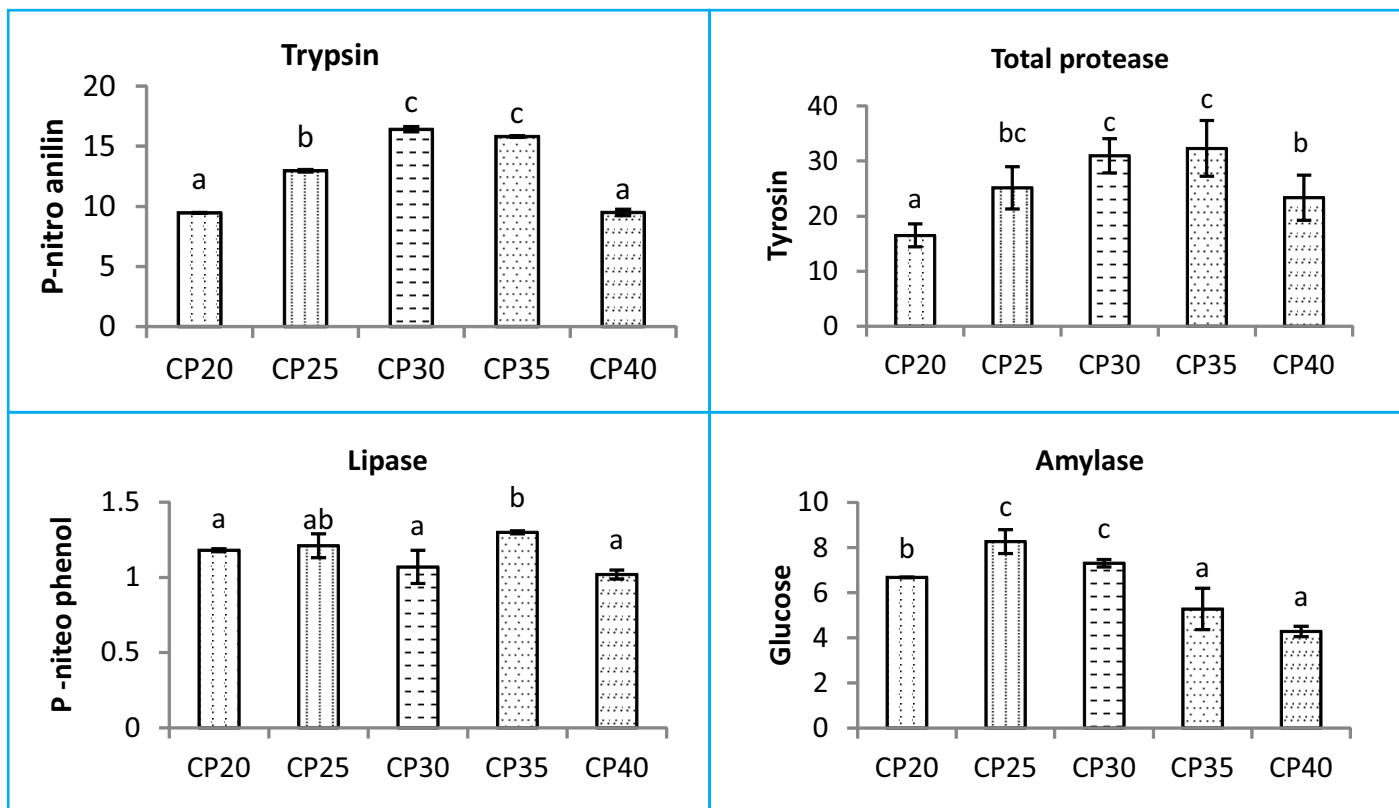 Trypsin
P-nitro anilin
20
15
10
5
0
a
b
c
c
a
CP20 CP25 CP30 CP35 CP40
Total protease
Tyrosin
40
30
20
10
0
a
bc
c
c
b
CP20 CP25 CP30 CP35 CP40
Lipase
P -niteo phenol
1.5
1
0.5
0
a
ab
a
b
a
CP20 CP25 CP30 CP35 CP40
Amylase
Glucose
10
8
6
4
2
0
b
c
c
a
a
CP20 CP25 CP30 CP35 CP40